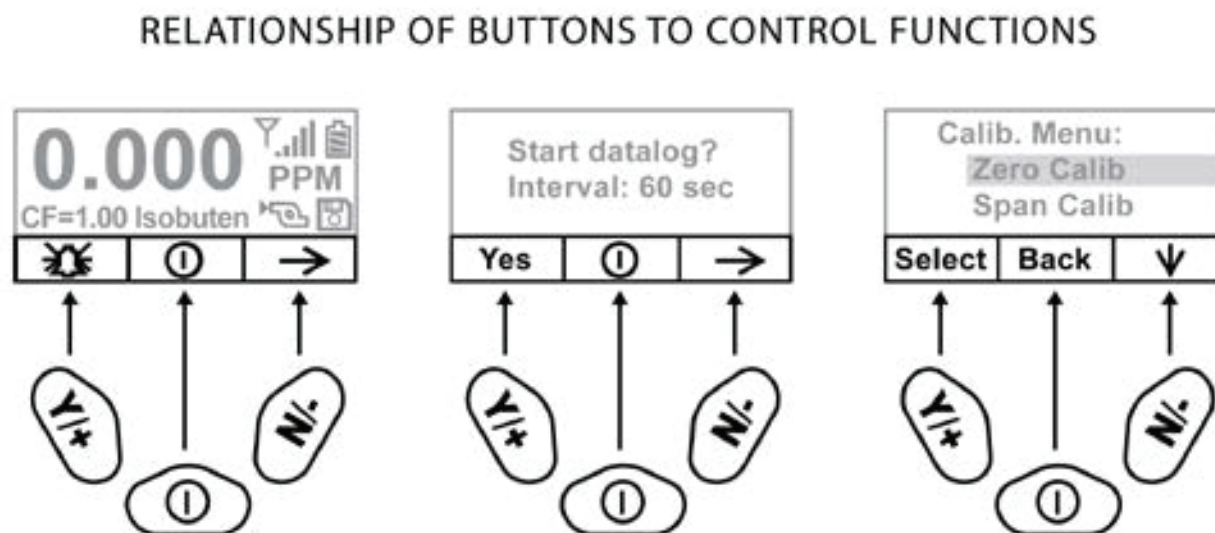 RELATIONSHIP OF BUTTONS TO CONTROL FUNCTIONS
0.000
PPM
CF=1.00 Isobuten
Y/+
N/-
Start datalog?
Interval: 60 sec
Yes
Y/+
N/-
Calib. Menu:
Zero Calib
Span Calib
Select Back
Y/+
N/-